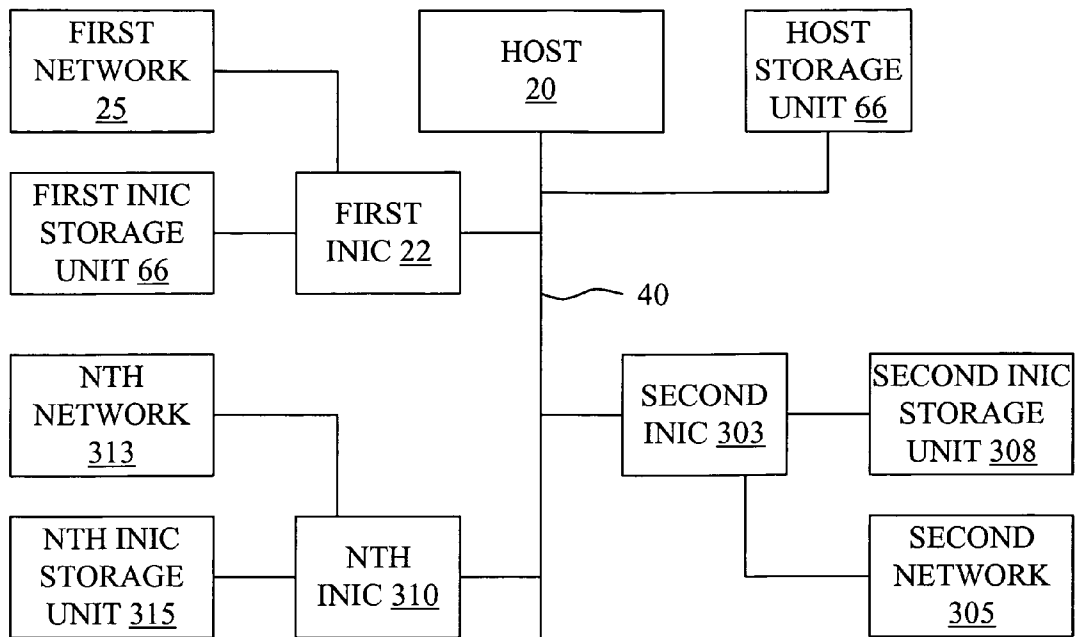 FIRST
NETWORK
25
HOST
20
HOST
STORAGE
UNIT 66
FIRST INIC
STORAGE
UNIT 66
FIRST
INIC 22
40
NTH
NETWORK
313
SECOND
INIC 303
SECOND INIC
STORAGE
UNIT 308
NTH INIC
STORAGE
UNIT 315
NTH
INIC 310
SECOND
NETWORK
305